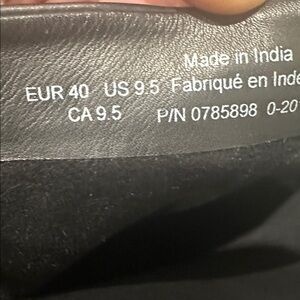 Made in India
EUR 40 US 9.5 Fabriqué en Inde
CA 9.5 P/N 0785898 0-20